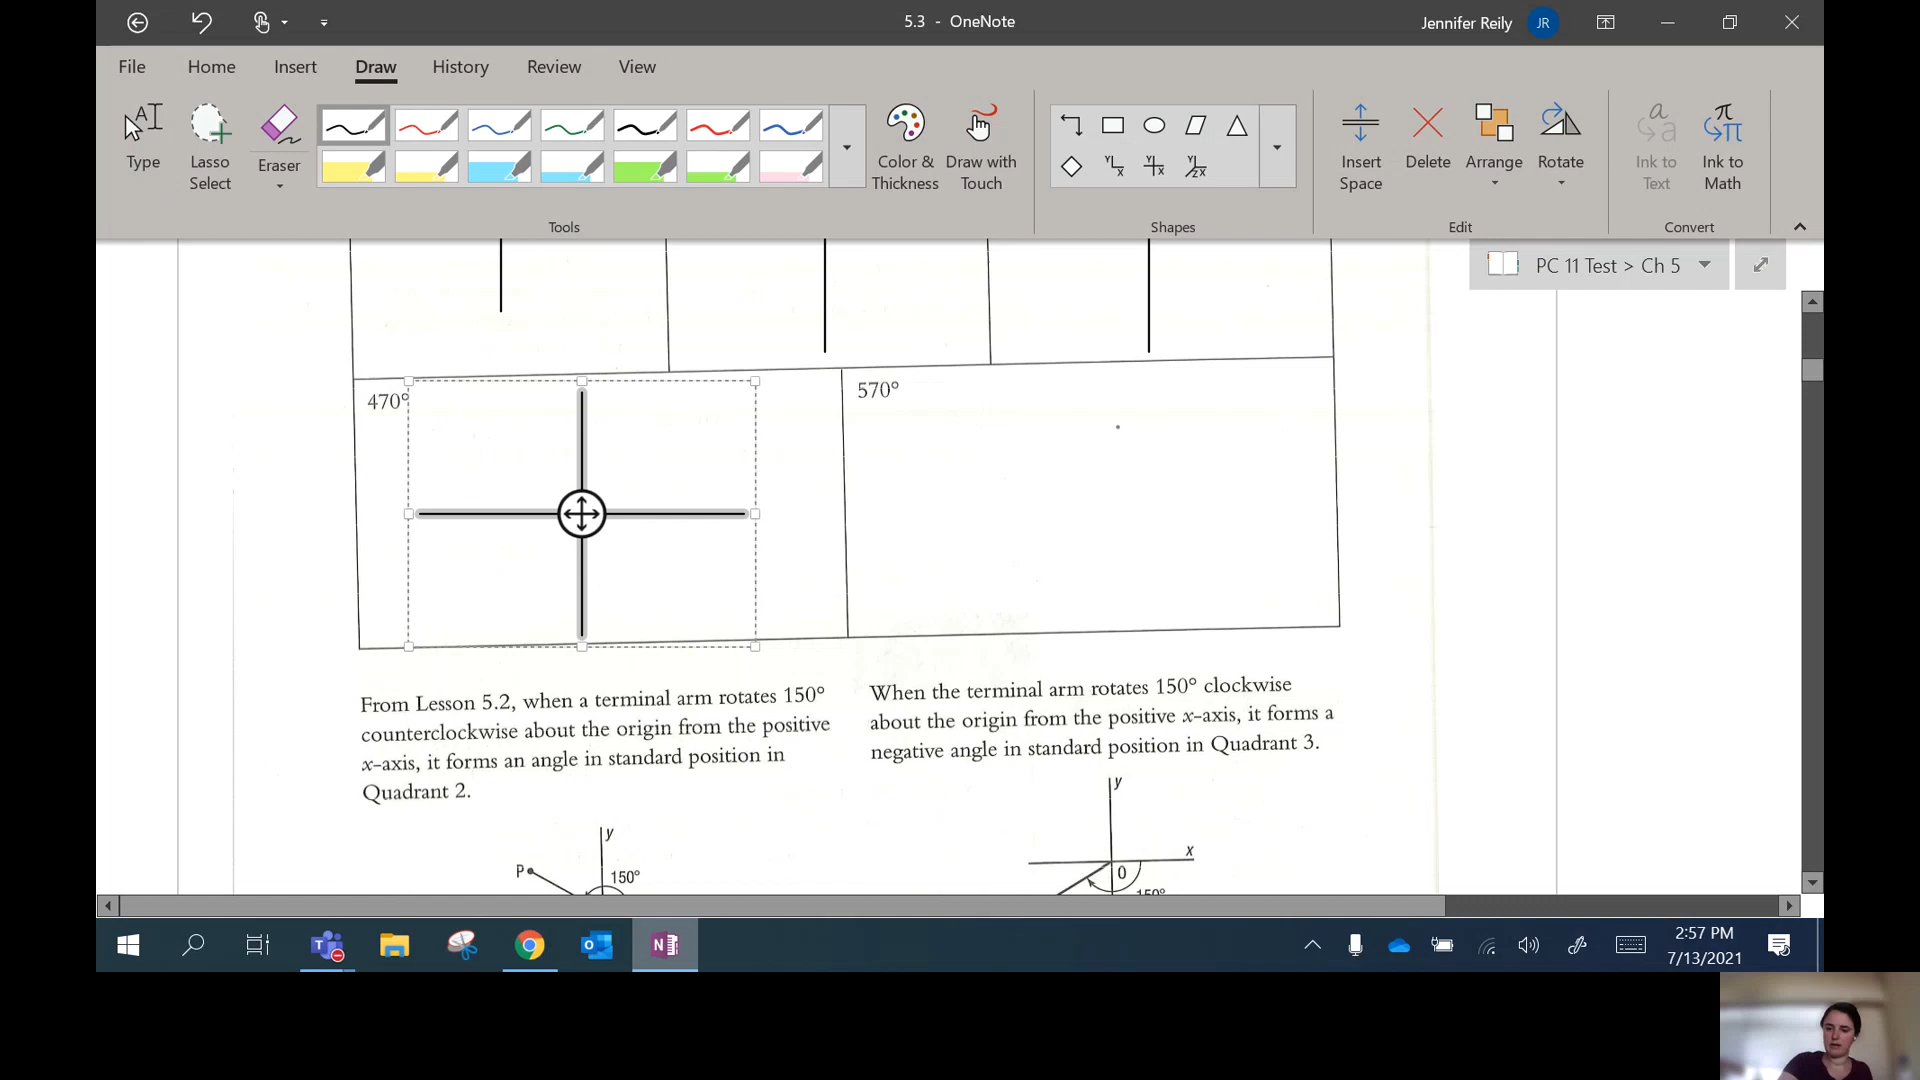 5.3 - OneNote
Jennifer Reily
JR
File Home Insert Draw History Review View
Type
Lasso Select
Eraser
Color & Thickness
Draw with Touch
Insert Space
Delete
Arrange
Rotate
Ink to Text
Ink to Math
Tools
Shapes
Edit
Convert
PC 11 Test > Ch 5
470°
570°
From Lesson 5.2, when a terminal arm rotates 150°
counterclockwise about the origin from the positive
x-axis, it forms an angle in standard position in
Quadrant 2.
When the terminal arm rotates 150° clockwise
about the origin from the positive x-axis, it forms a
negative angle in standard position in Quadrant 3.
y
P
150°
y
x
0
150°
2:57 PM
7/13/2021